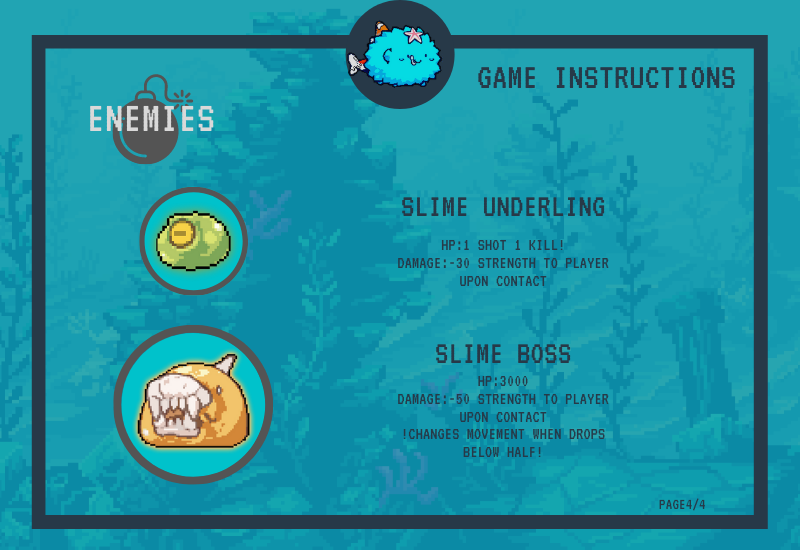 GAME INSTRUCTIONS
ENEMIES
SLIME UNDERLING
HP:1 SHOT 1 KILL!
DAMAGE:-30 STRENGTH TO PLAYER
UPON CONTACT
SLIME BOSS
HP:3000
DAMAGE:-50 STRENGTH TO PLAYER
UPON CONTACT
!CHANGES MOVEMENT WHEN DROPS
BELOW HALF!
PAGE4/4